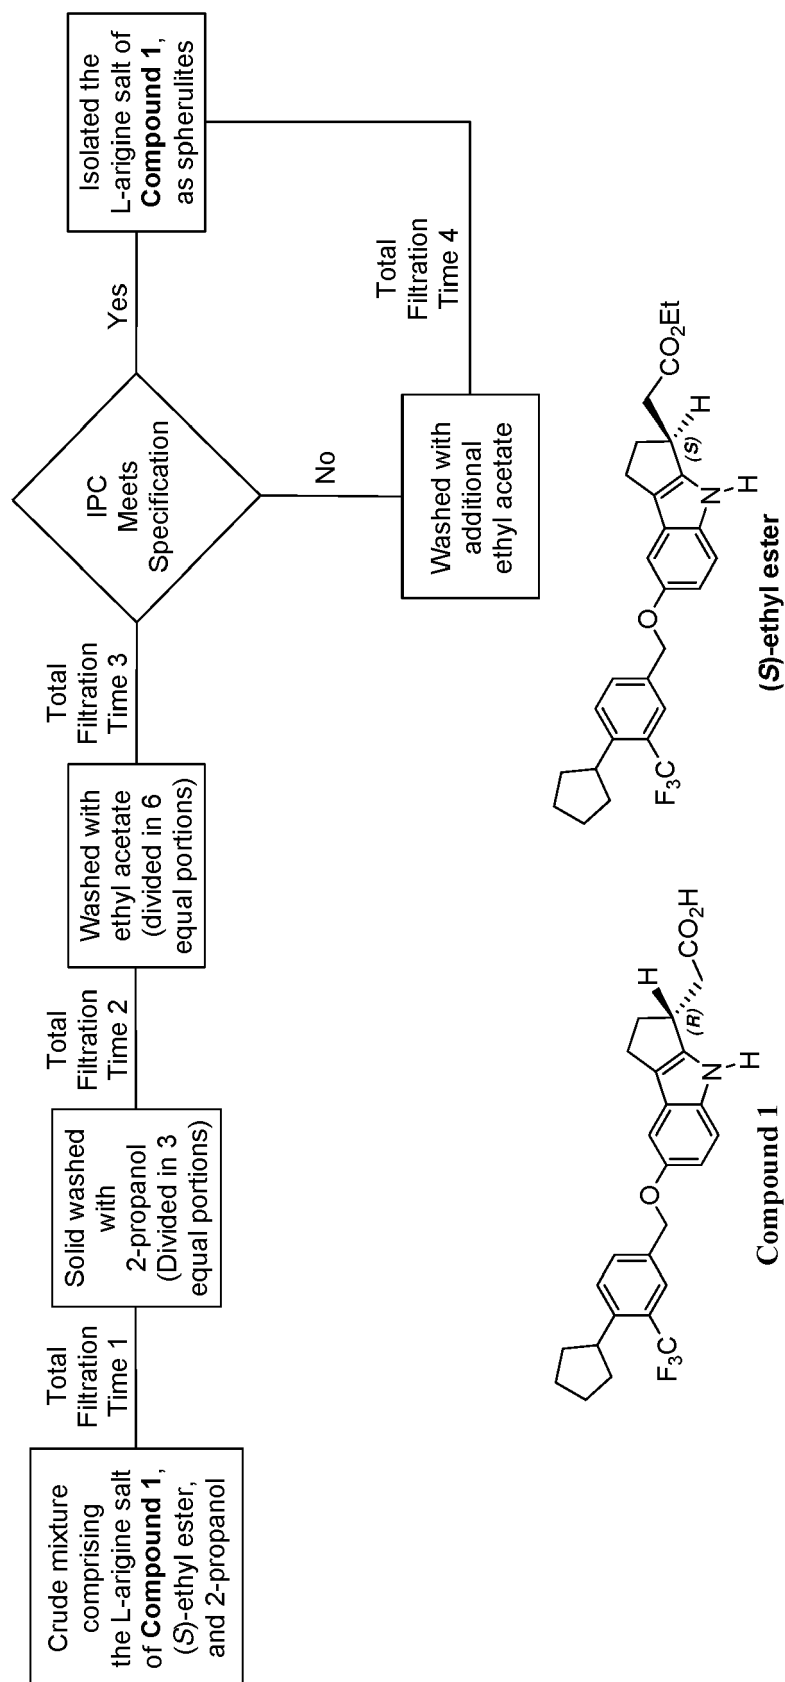 Crude mixture
comprising
the L-arigine salt
of Compound 1,
(S)-ethyl ester,
and 2-propanol
Total
Filtration
Time 1
Solid washed
with
2-propanol
(Divided in 3
equal portions)
Total
Filtration
Time 2
Washed with
ethyl acetate
(divided in 6
equal portions)
Total
Filtration
Time 3
IPC
Meets
Specification
Yes
Isolated the
L-arigine salt of
Compound 1,
as spherulites
No
Washed with
additional
ethyl acetate
Total
Filtration
Time 4
F3C
O
N
H
H
(R)
CO2H
Compound 1
F3C
O
N
H
H
(S)
CO2Et
(S)-ethyl ester